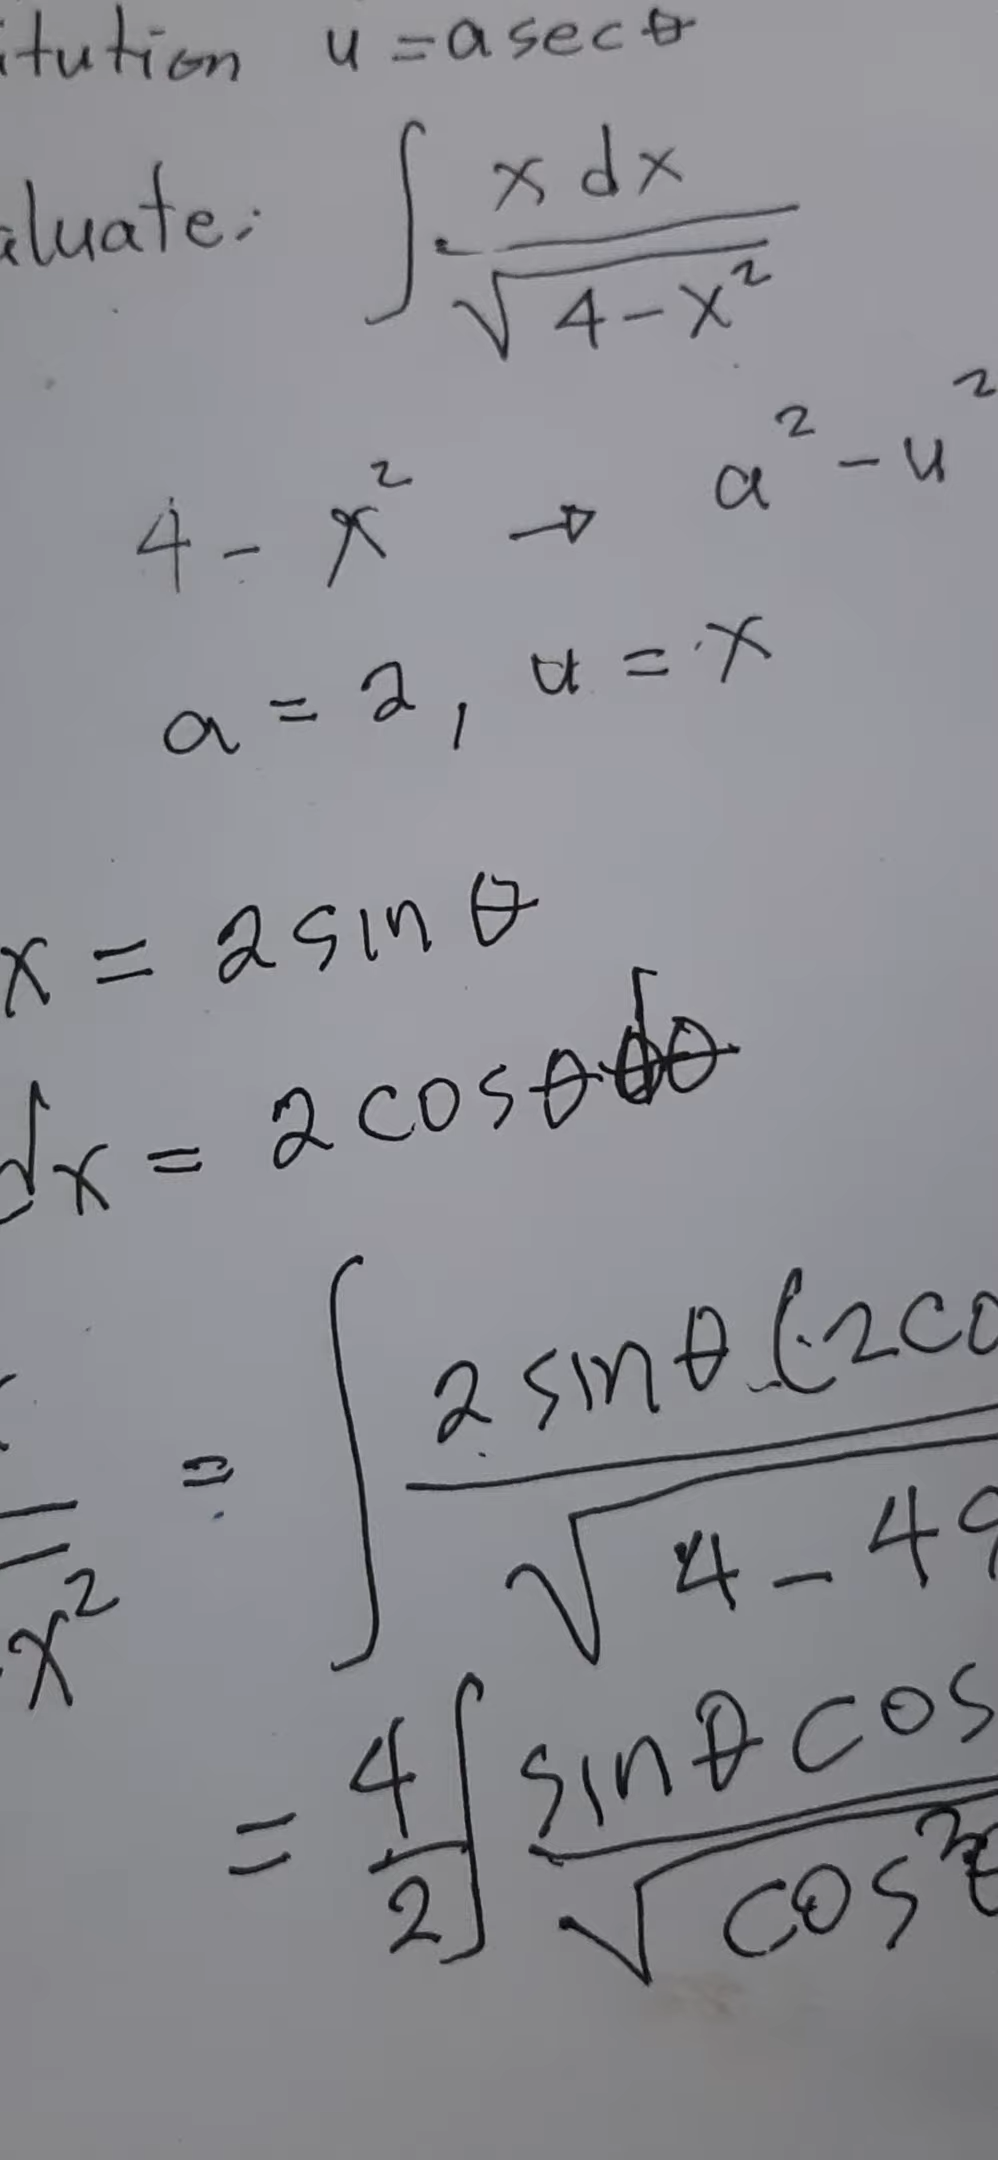 itution u = a sec θ
aluate: ∫ x dx / √(4 - x²)
4 - x² → a² - u²
a = 2, u = x
x = 2 sin θ
dx = 2 cos θ dθ
x² = ∫ 2 sin θ (2 co / √(4 - 4
= 4/2 ∫ sin θ cos / √cos² θ